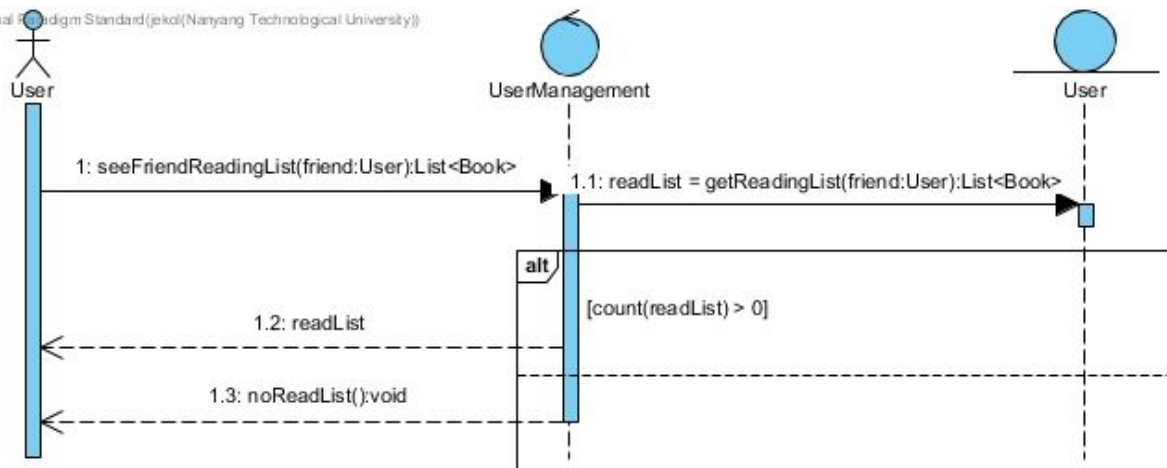 Paradigm Standard(jekol(Nanyang Technological University))
User
UserManagement
User
1: seeFriendReadingList(friend:User):List<Book>
1.1: readList = getReadingList(friend:User):List<Book>
alt
[count(readList) > 0]
1.2: readList
1.3: noReadList():void